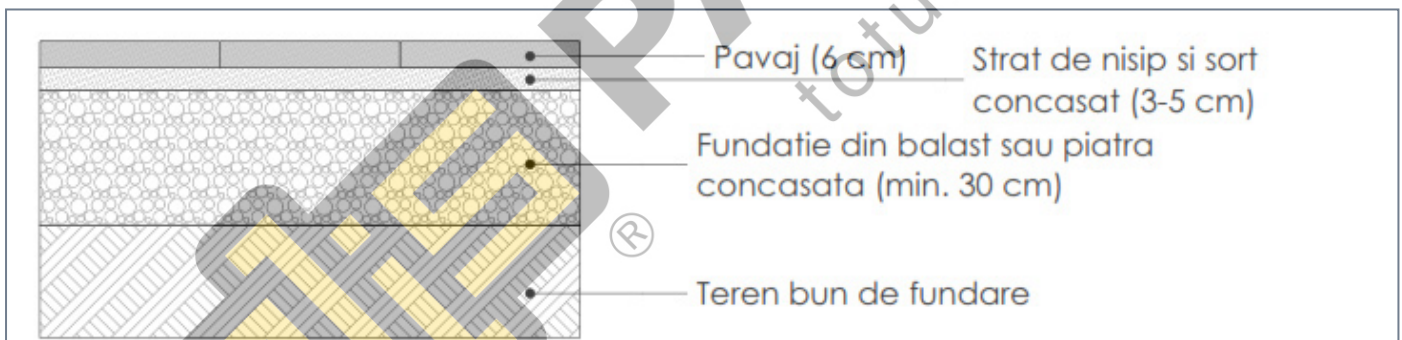 Pavaj (6 cm)
Strat de nisip si sort
concasat (3-5 cm)
Fundatie din balast sau piatra
concasata (min. 30 cm)
®
Teren bun de fundare